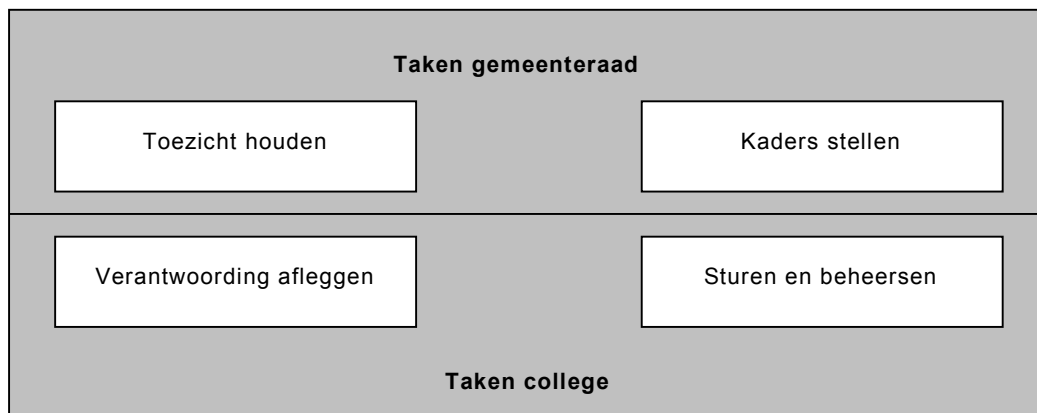 Taken gemeenteraad
Toezicht houden
Kaders stellen
Verantwoording afleggen
Sturen en beheersen
Taken college